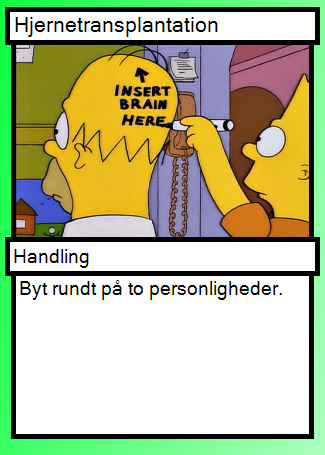 Hjernetransplantation
INSERT
BRAIN
HERE
Handling
Byt rundt på to personligheder.